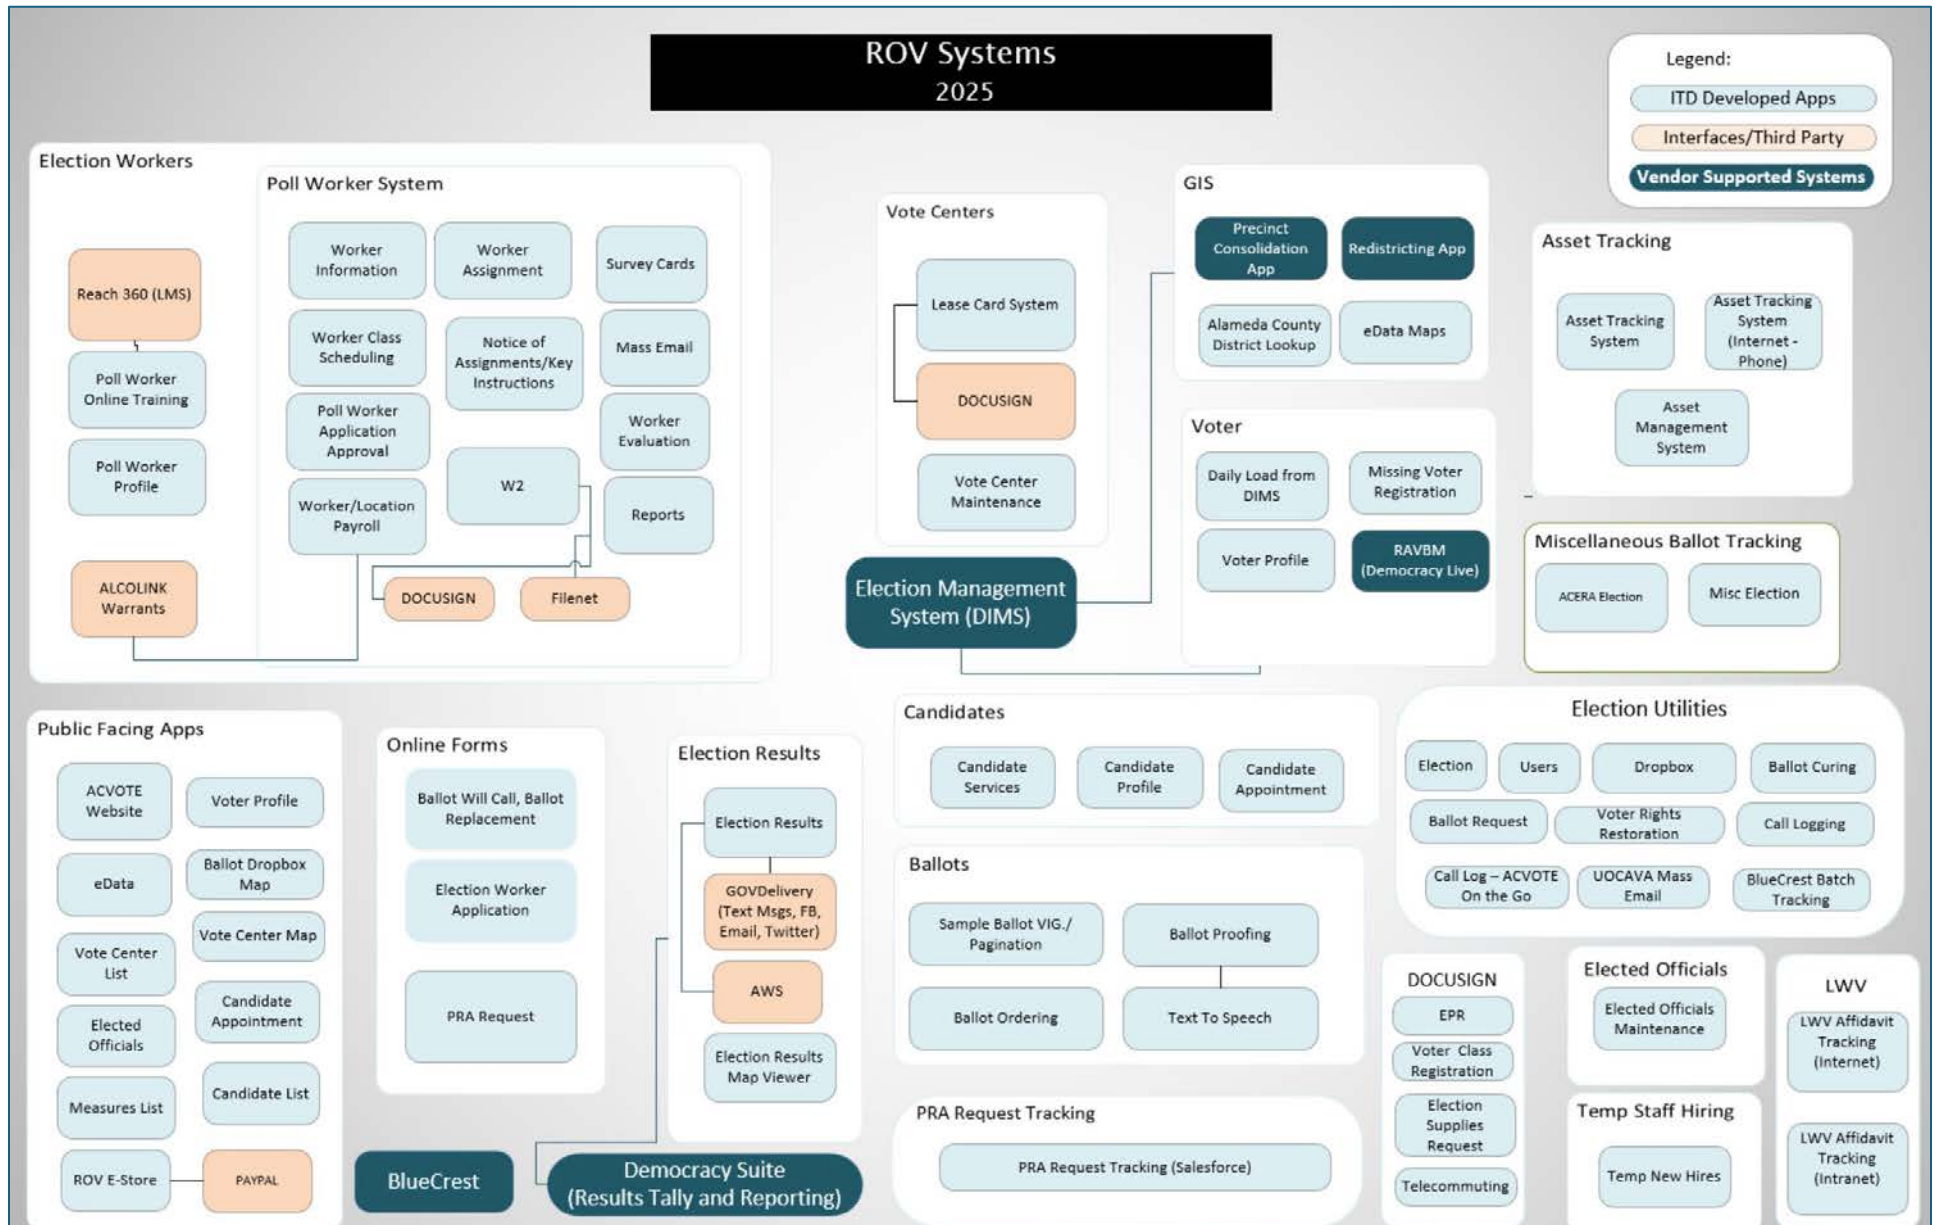 ROV Systems
2025
Legend:
ITD Developed Apps
Interfaces/Third Party
Vendor Supported Systems
Election Workers
Reach 360 (LMS)
Poll Worker
Online Training
Poll Worker
Profile
ALCOLINK
Warrants
Poll Worker System
Worker
Information
Worker
Assignment
Survey Cards
Worker Class
Scheduling
Notice of
Assignments/Key
Instructions
Mass Email
Poll Worker
Application
Approval
Worker
Evaluation
W2
Worker/Location
Payroll
Reports
DOCUSIGN
Filenet
Vote Centers
Lease Card System
DOCUSIGN
Vote Center
Maintenance
Election Management
System (DIMS)
GIS
Precinct
Consolidation
App
Redistricting App
Alameda County
District Lookup
eData Maps
Voter
Daily Load from
DIMS
Missing Voter
Registration
Voter Profile
RAVBM
(Democracy Live)
Asset Tracking
Asset Tracking
System
Asset Tracking
System
(Internet -
Phone)
Asset
Management
System
Miscellaneous Ballot Tracking
ACERA Election
Misc Election
Public Facing Apps
ACVOTE
Website
Voter Profile
eData
Ballot Dropbox
Map
Vote Center
List
Vote Center Map
Elected
Officials
Candidate
Appointment
Measures List
Candidate List
ROV E-Store
PAYPAL
Online Forms
Ballot Will Call, Ballot
Replacement
Election Worker
Application
PRA Request
BlueCrest
Election Results
Election Results
GOVDelivery
(Text Msgs, FB,
Email, Twitter)
AWS
Election Results
Map Viewer
Democracy Suite
(Results Tally and Reporting)
Candidates
Candidate
Services
Candidate
Profile
Candidate
Appointment
Ballots
Sample Ballot VIG./
Pagination
Ballot Proofing
Ballot Ordering
Text To Speech
PRA Request Tracking
PRA Request Tracking (Salesforce)
Election Utilities
Election
Users
Dropbox
Ballot Curing
Ballot Request
Voter Rights
Restoration
Call Logging
Call Log – ACVOTE
On the Go
UOCAVA Mass
Email
BlueCrest Batch
Tracking
DOCUSIGN
EPR
Voter Class
Registration
Election
Supplies
Request
Telecommuting
Elected Officials
Elected Officials
Maintenance
Temp Staff Hiring
Temp New Hires
LWV
LWV Affidavit
Tracking
(Internet)
LWV Affidavit
Tracking
(Intranet)